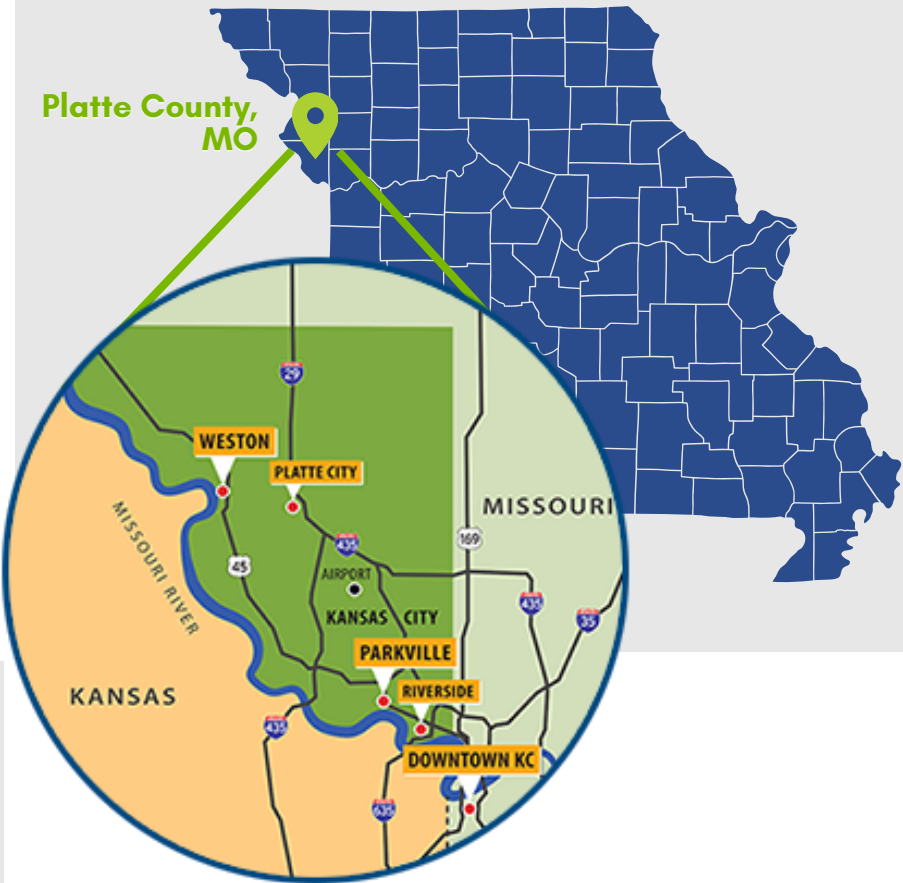 Platte County,
MO
29
WESTON
PLATTE CITY
MISSOURI
MISSOURI RIVER
169
435
45
AIRPORT
KANSAS CITY
435
35
PARKVILLE
RIVERSIDE
KANSAS
435
DOWNTOWN KC
635